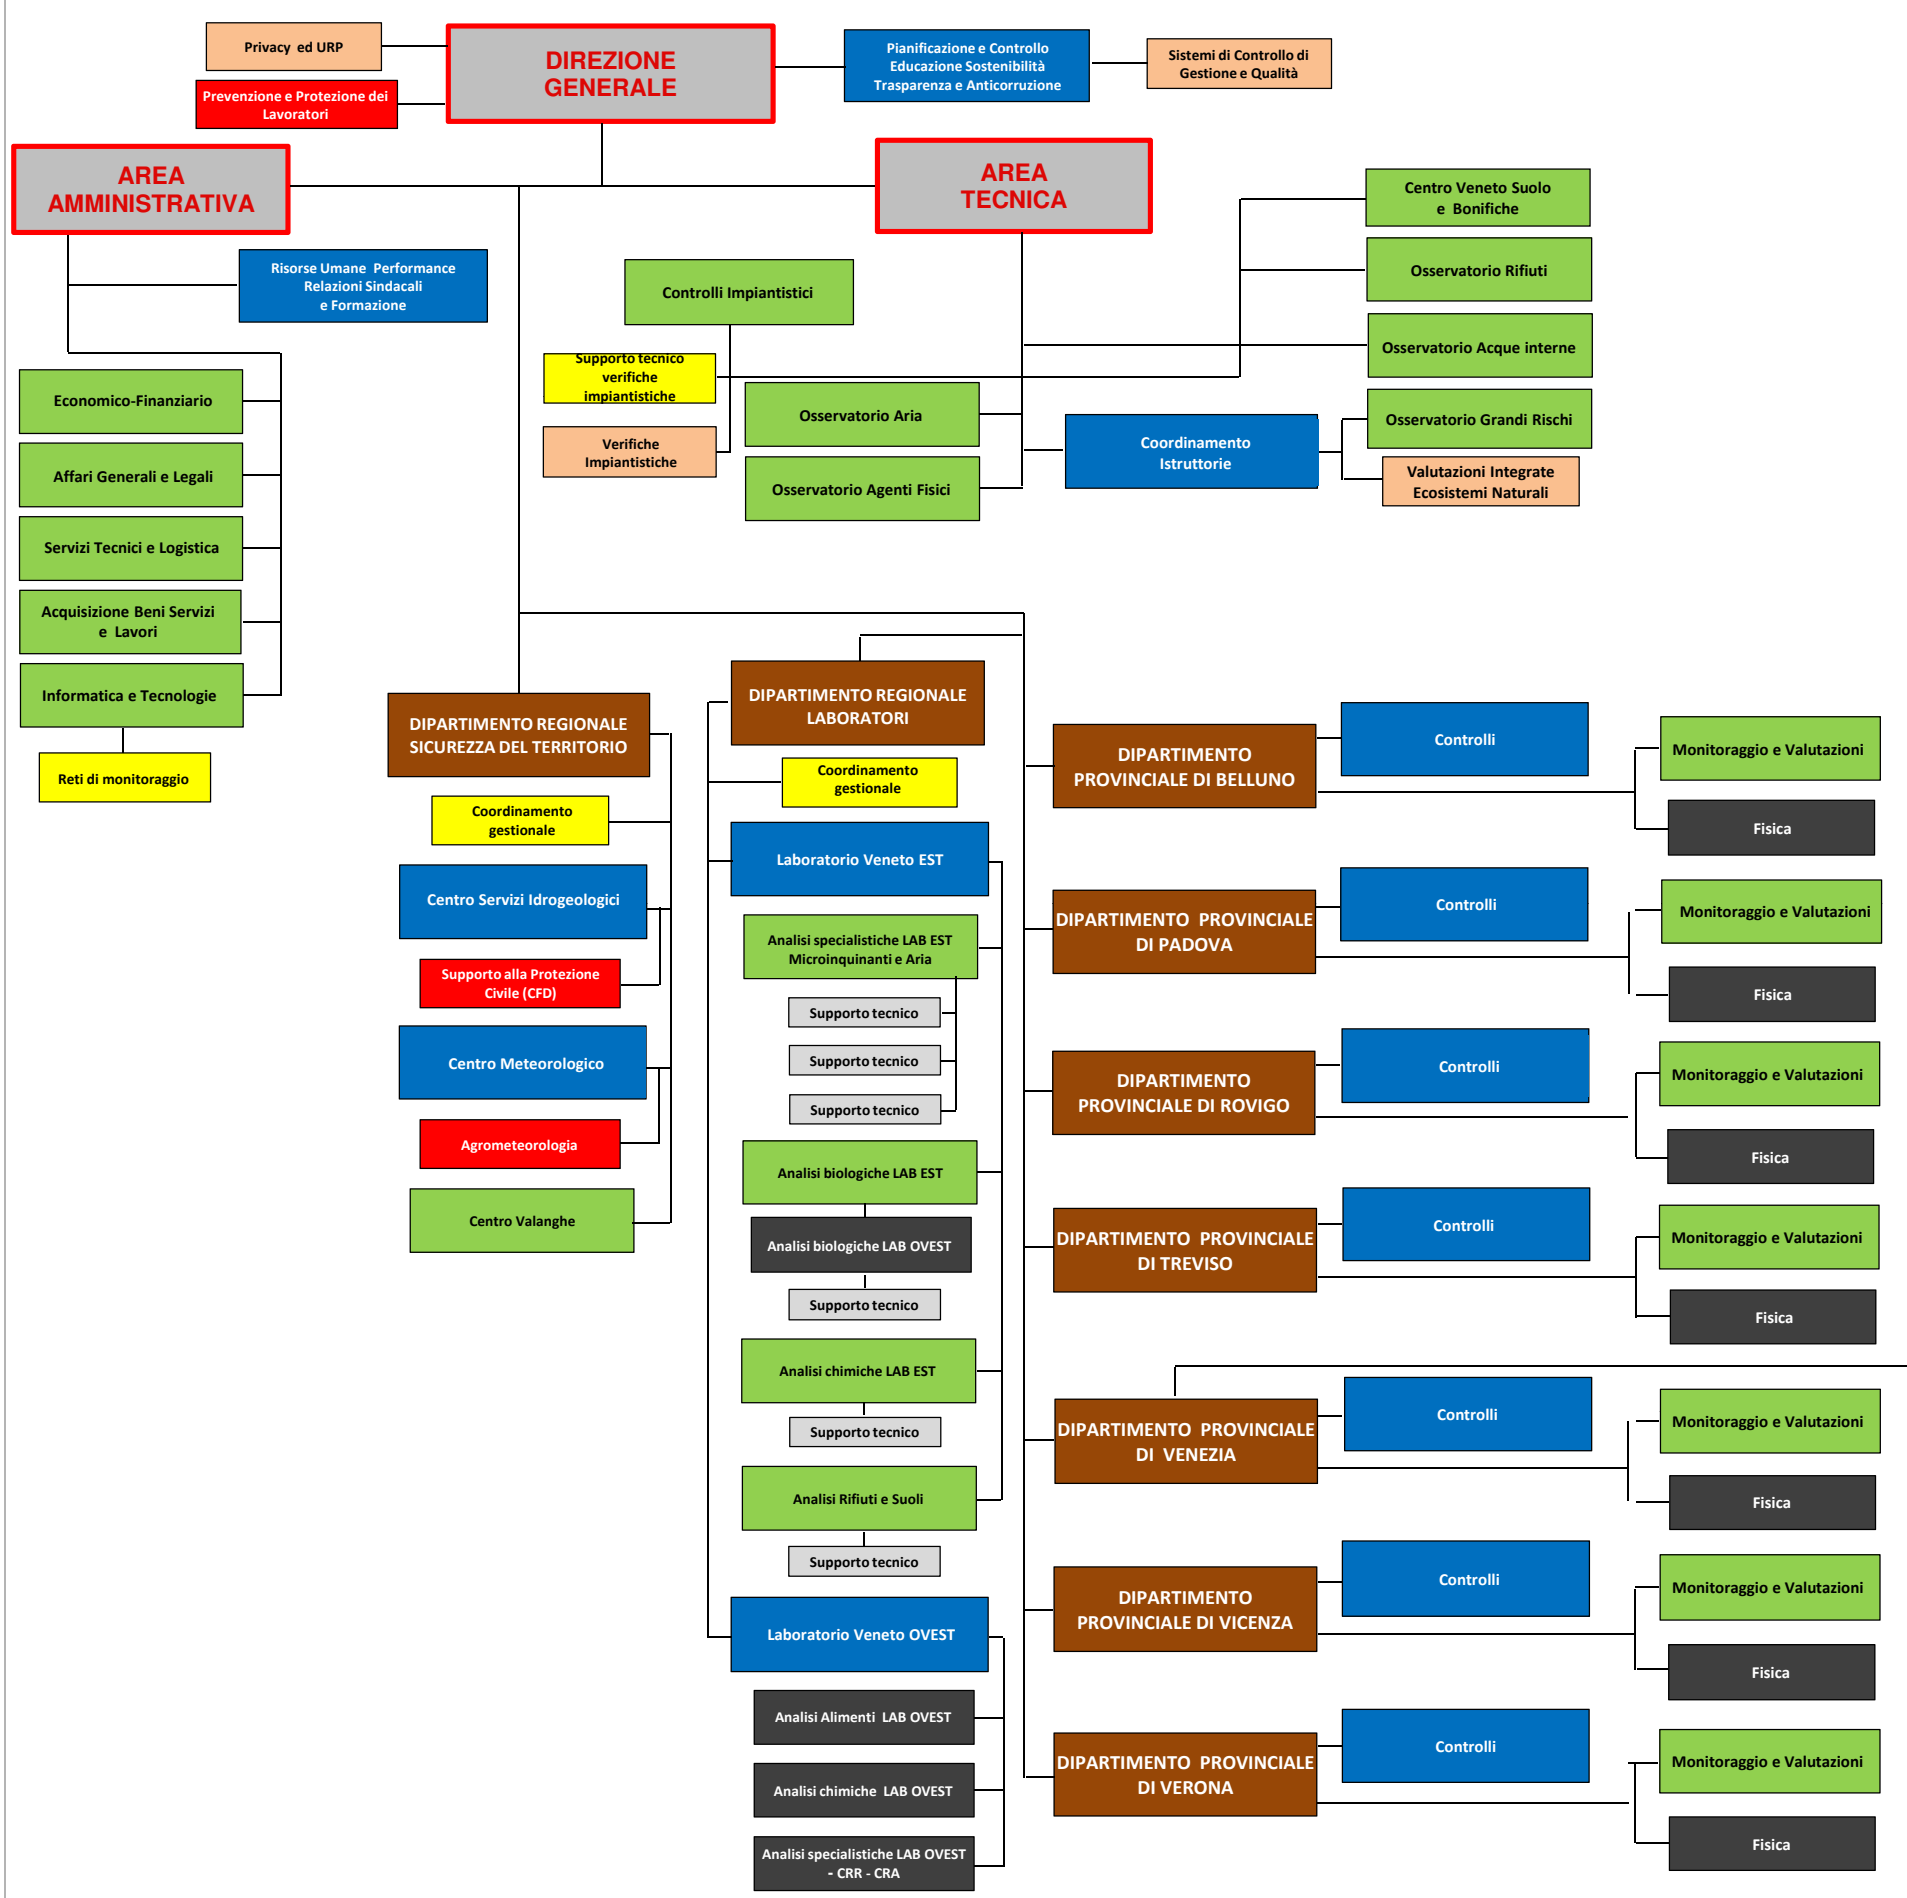 Privacy ed URP
DIREZIONE
GENERALE
Pianificazione e Controllo
Educazione Sostenibilità
Trasparenza e Anticorruzione
Sistemi di Controllo di
Gestione e Qualità
Prevenzione e Protezione dei
Lavoratori
AREA
AMMINISTRATIVA
AREA
TECNICA
Risorse Umane Performance
Relazioni Sindacali
e Formazione
Economico-Finanziario
Affari Generali e Legali
Servizi Tecnici e Logistica
Acquisizione Beni Servizi
e Lavori
Informatica e Tecnologie
Reti di monitoraggio
Controlli Impiantistici
Supporto tecnico
verifiche
impiantistiche
Verifiche
Impiantistiche
Osservatorio Aria
Osservatorio Agenti Fisici
Centro Veneto Suolo
e Bonifiche
Osservatorio Rifiuti
Osservatorio Acque interne
Coordinamento
Istruttorie
Osservatorio Grandi Rischi
Valutazioni Integrate
Ecosistemi Naturali
DIPARTIMENTO REGIONALE
SICUREZZA DEL TERRITORIO
Coordinamento
gestionale
Centro Servizi Idrogeologici
Supporto alla Protezione
Civile (CFD)
Centro Meteorologico
Agrometeorologia
Centro Valanghe
DIPARTIMENTO REGIONALE
LABORATORI
Coordinamento
gestionale
Laboratorio Veneto EST
Analisi specialistiche LAB EST
Microinquinanti e Aria
Supporto tecnico
Supporto tecnico
Supporto tecnico
Analisi biologiche LAB EST
Analisi biologiche LAB OVEST
Supporto tecnico
Analisi chimiche LAB EST
Supporto tecnico
Analisi Rifiuti e Suoli
Supporto tecnico
Laboratorio Veneto OVEST
Analisi Alimenti LAB OVEST
Analisi chimiche LAB OVEST
Analisi specialistiche LAB OVEST
- CRR - CRA
DIPARTIMENTO
PROVINCIALE DI BELLUNO
Controlli
Monitoraggio e Valutazioni
Fisica
DIPARTIMENTO PROVINCIALE
DI PADOVA
Controlli
Monitoraggio e Valutazioni
Fisica
DIPARTIMENTO
PROVINCIALE DI ROVIGO
Controlli
Monitoraggio e Valutazioni
Fisica
DIPARTIMENTO PROVINCIALE
DI TREVISO
Controlli
Monitoraggio e Valutazioni
Fisica
DIPARTIMENTO PROVINCIALE
DI VENEZIA
Controlli
Monitoraggio e Valutazioni
Fisica
DIPARTIMENTO
PROVINCIALE DI VICENZA
Controlli
Monitoraggio e Valutazioni
Fisica
DIPARTIMENTO PROVINCIALE
DI VERONA
Controlli
Monitoraggio e Valutazioni
Fisica